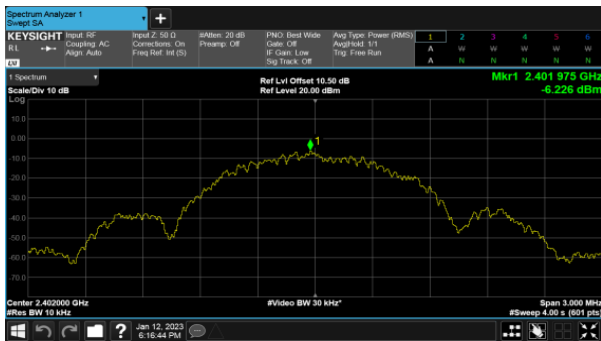 Spectrum Analyzer 1
Swept SA
KEYSIGHT Input: RF Input Z: 50 Ω #Atten: 20 dB PNO: Best Wide Avg Type: Power (RMS) 1 2 3 4 5 6
RL Coupling: AC Corrections: On Preamp: Off Gate: Off Avg|Hold: 1/1 A W W W W W
Align: Auto Freq Ref: Int (S) IF Gain: Low Trig: Free Run
LXI Sig Track: Off A N N N N N
1 Spectrum Ref Lvl Offset 10.50 dB Mkr1 2.401 975 GHz
Scale/Div 10 dB Ref Level 20.00 dBm -6.226 dBm
Log
10.0
0.00
1
-10.0
-20.0
-30.0
-40.0
-50.0
-60.0
-70.0
Center 2.402000 GHz #Video BW 30 kHz* Span 3.000 MHz
#Res BW 10 kHz #Sweep 4.00 s (601 pts)
? Jan 12, 2023
6:16:44 PM